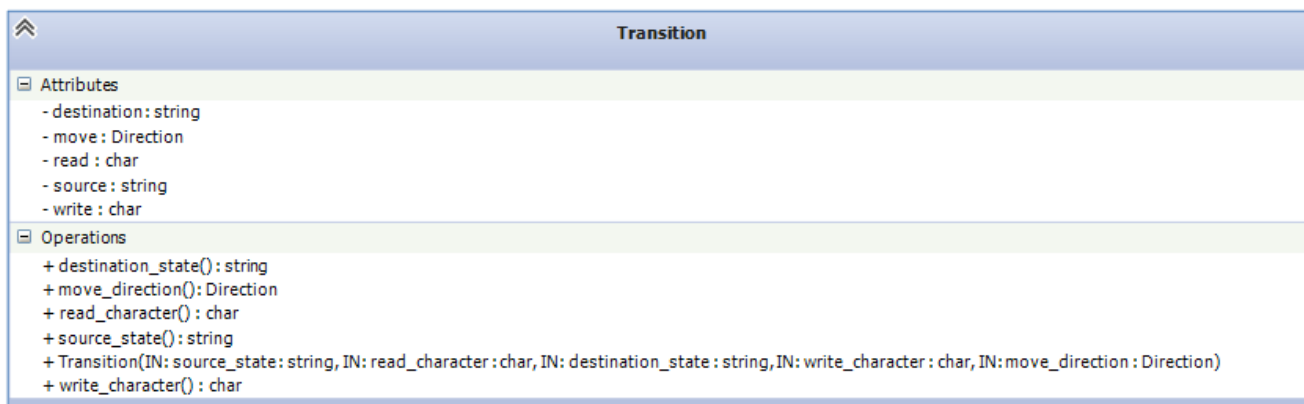 Transition
Attributes
- destination : string
- move : Direction
- read : char
- source : string
- write : char
Operations
+ destination_state() : string
+ move_direction() : Direction
+ read_character() : char
+ source_state() : string
+ Transition(IN: source_state : string, IN: read_character : char, IN: destination_state : string, IN: write_character : char, IN: move_direction : Direction)
+ write_character() : char